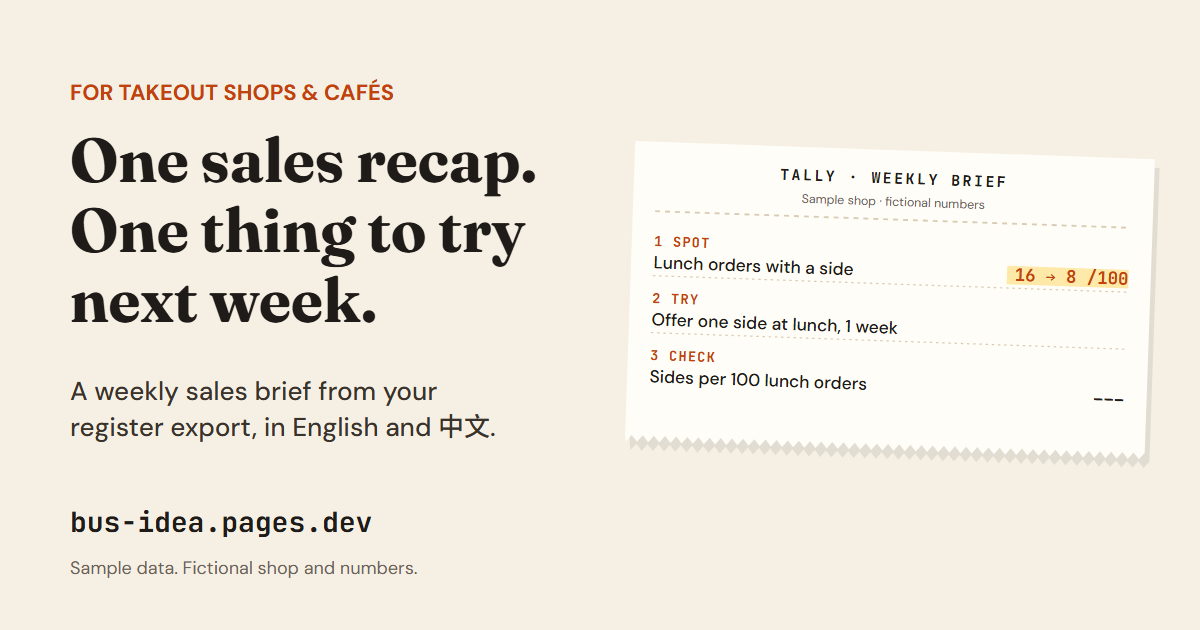 FOR TAKEOUT SHOPS & CAFÉS
One sales recap.
One thing to try
next week.
A weekly sales brief from your
register export, in English and 中文.
bus-idea.pages.dev
Sample data. Fictional shop and numbers.
TALLY · WEEKLY BRIEF
Sample shop · fictional numbers
1 SPOT
Lunch orders with a side
16 → 8 /100
2 TRY
Offer one side at lunch, 1 week
3 CHECK
Sides per 100 lunch orders
---